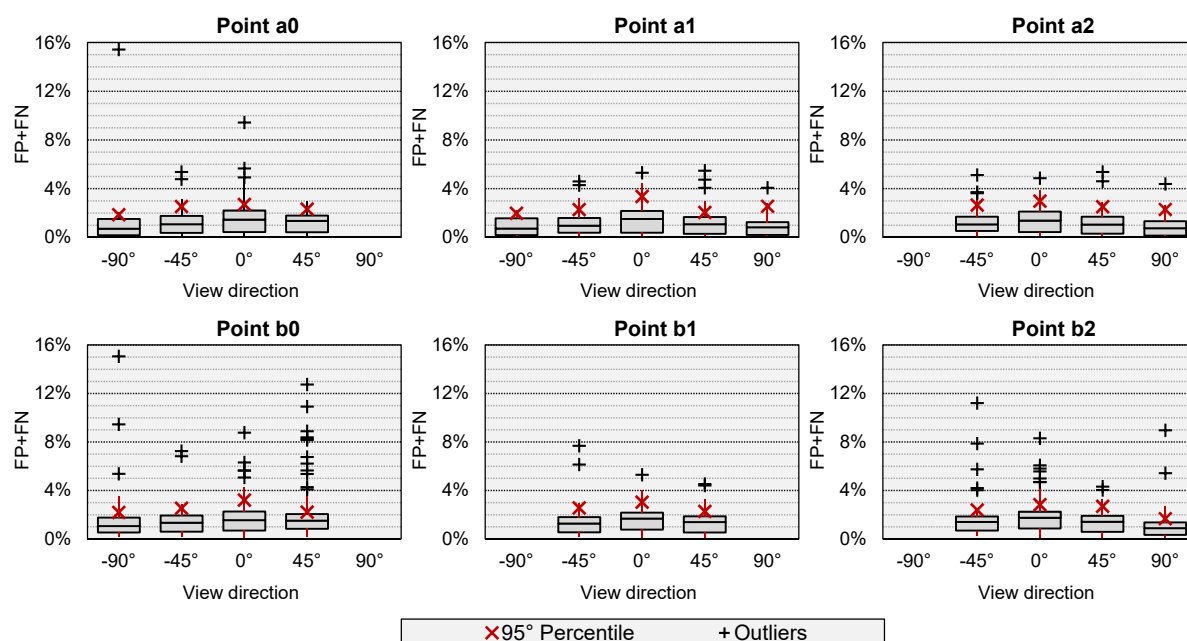 Point a0
Point a1
Point a2
16%
12%
8%
4%
0%
FP+FN
-90° -45° 0° 45° 90°
View direction
16%
12%
8%
4%
0%
FP+FN
-90° -45° 0° 45° 90°
View direction
16%
12%
8%
4%
0%
FP+FN
-90° -45° 0° 45° 90°
View direction
Point b0
Point b1
Point b2
16%
12%
8%
4%
0%
FP+FN
-90° -45° 0° 45° 90°
View direction
16%
12%
8%
4%
0%
FP+FN
-90° -45° 0° 45° 90°
View direction
16%
12%
8%
4%
0%
FP+FN
-90° -45° 0° 45° 90°
View direction
95° Percentile
Outliers